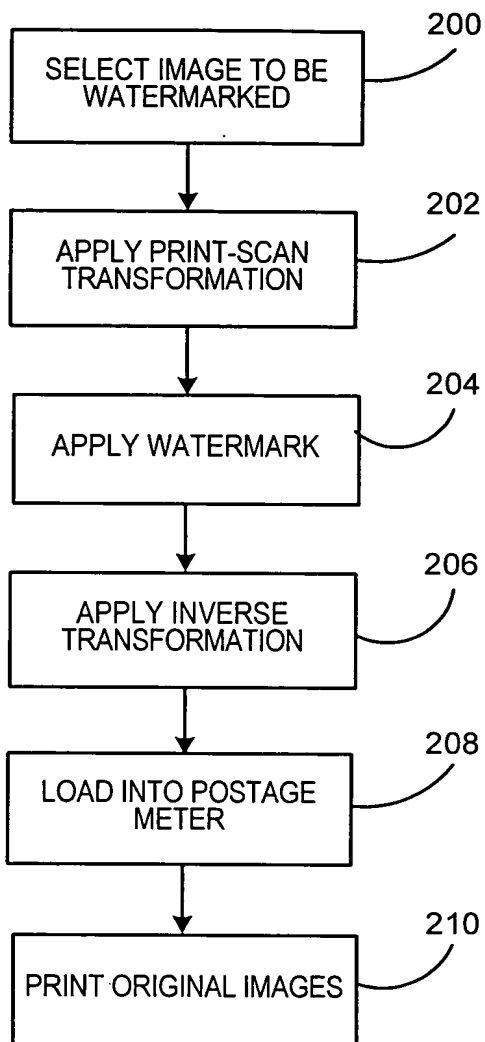 200
SELECT IMAGE TO BE
WATERMARKED
202
APPLY PRINT-SCAN
TRANSFORMATION
204
APPLY WATERMARK
206
APPLY INVERSE
TRANSFORMATION
208
LOAD INTO POSTAGE
METER
210
PRINT ORIGINAL IMAGES